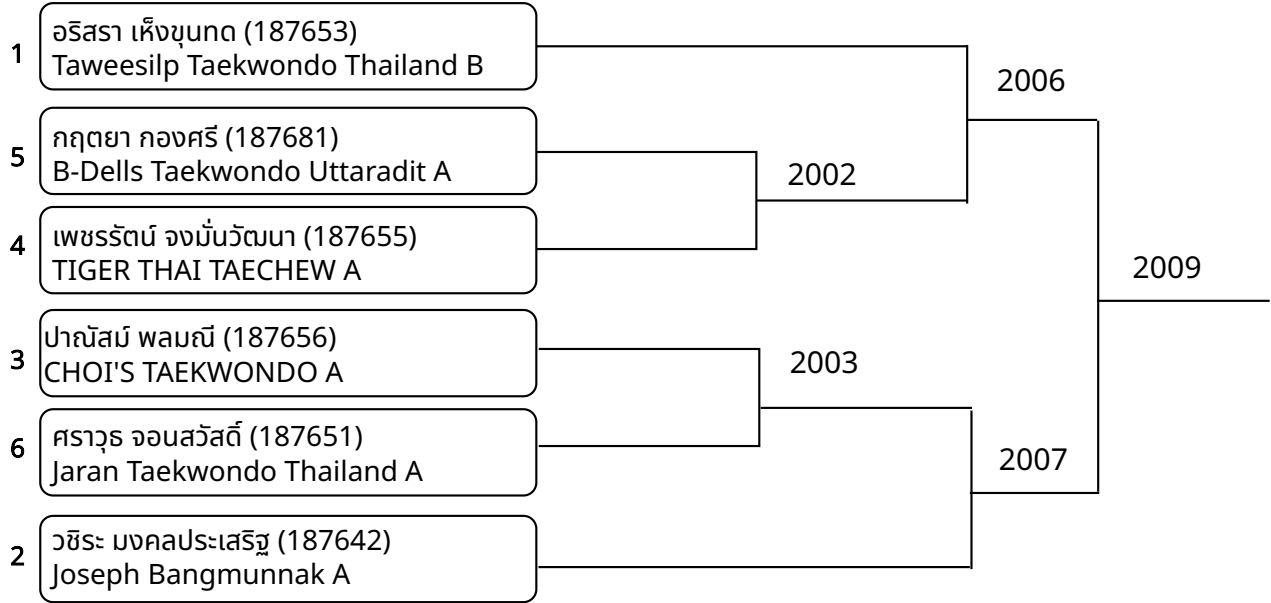 1
อริสรา เห็งขุนทด (187653)
Taweesilp Taekwondo Thailand B
2006
5
กฤตยา กองศรี (187681)
B-Dells Taekwondo Uttaradit A
2002
4
เพชรรัตน์ จงมั่นวัฒนา (187655)
TIGER THAI TAECHEW A
2009
3
ปาณัสม์ พลมณี (187656)
CHOI'S TAEKWONDO A
2003
6
ศราวุธ จอนสวัสดิ์ (187651)
Jaran Taekwondo Thailand A
2007
2
วชิระ มงคลประเสริฐ (187642)
Joseph Bangmunnak A